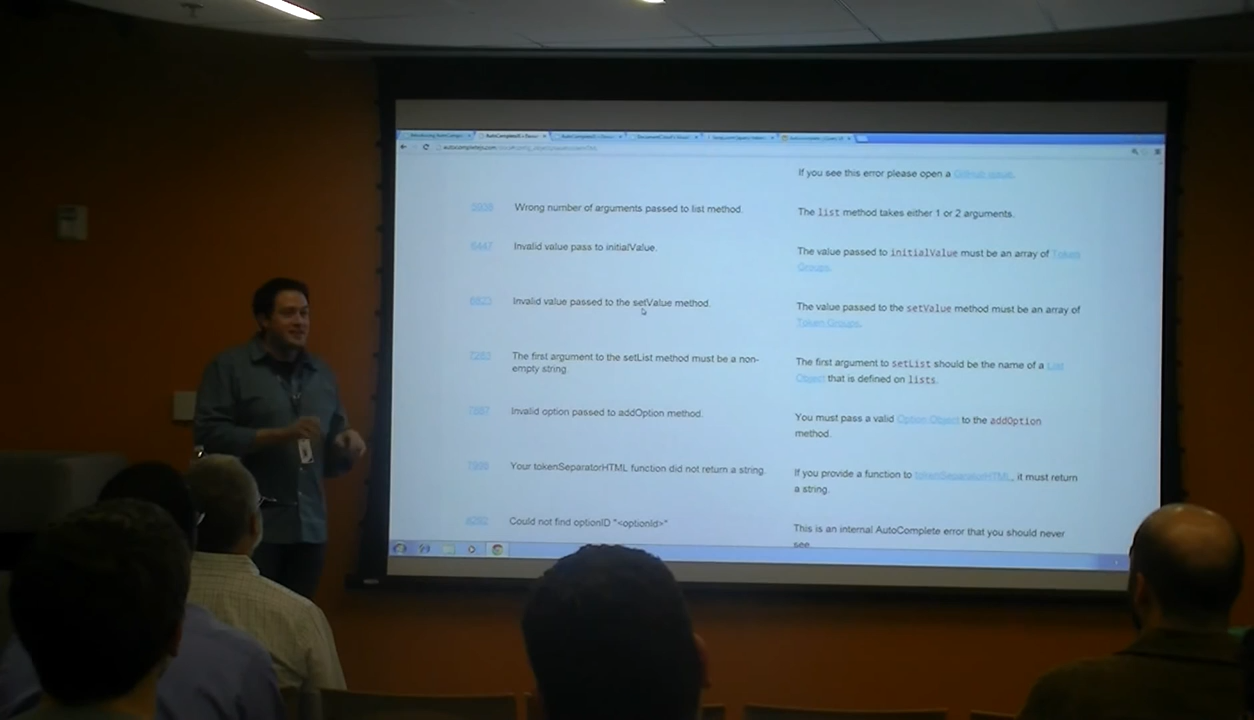 If you see this error please open a GitHub issue.
5938 Wrong number of arguments passed to list method.
The list method takes either 1 or 2 arguments.
6447 Invalid value pass to initialValue.
The value passed to initialValue must be an array of Token
Groups.
6823 Invalid value passed to the setValue method.
The value passed to the setValue method must be an array of
Token Groups.
The first argument to the setList method must be a non-
empty string.
The first argument to setList should be the name of a List
Object that is defined on lists.
Invalid option passed to addOption method.
You must pass a valid Option Object to the addOption
method.
Your tokenSeparatorHTML function did not return a string.
If you provide a function to tokenSeparatorHTML, it must return
a string.
Could not find optionID "<optionId>"
This is an internal AutoComplete error that you should never
see.